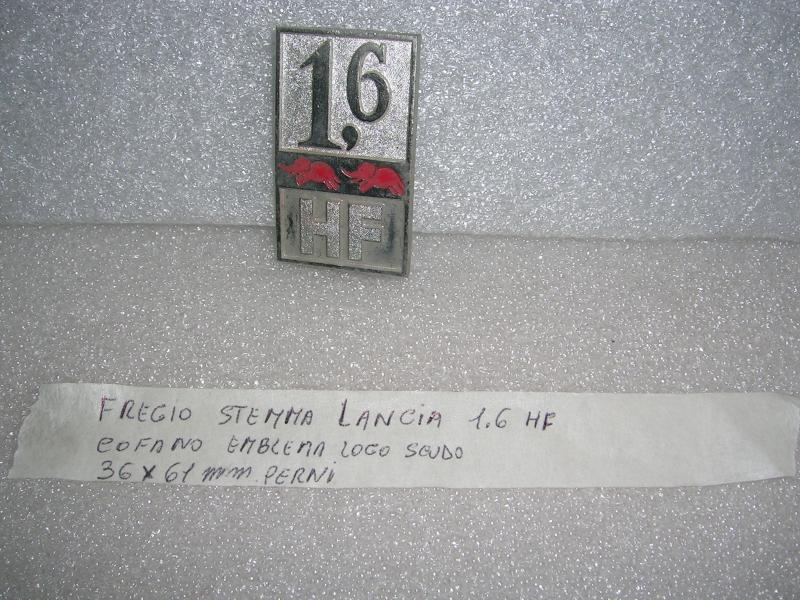 1,6
HF
FREGIO STEMMA LANCIA 1.6 HF
COFANO EMBLEMA LOGO SCUDO
36 x 61 mm PERNI